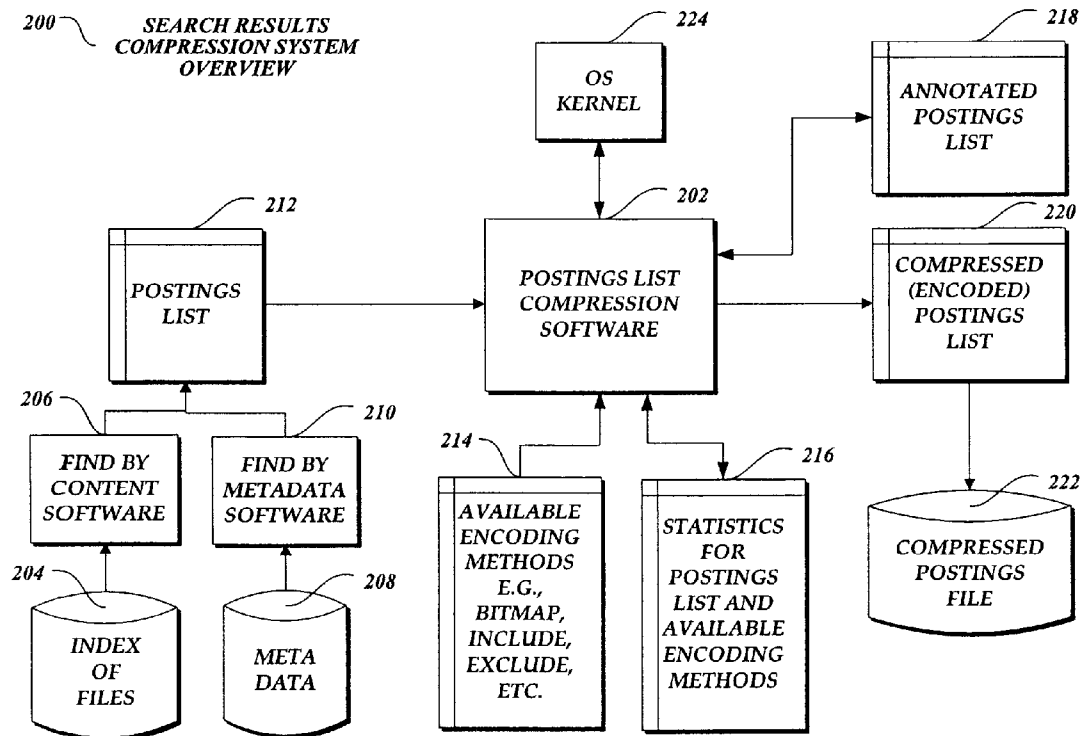 200
SEARCH RESULTS
COMPRESSION SYSTEM
OVERVIEW
224
OS
KERNEL
218
ANNOTATED
POSTINGS
LIST
212
POSTINGS
LIST
202
POSTINGS LIST
COMPRESSION
SOFTWARE
220
COMPRESSED
(ENCODED)
POSTINGS
LIST
206
FIND BY
CONTENT
SOFTWARE
210
FIND BY
METADATA
SOFTWARE
214
AVAILABLE
ENCODING
METHODS
E.G.,
BITMAP,
INCLUDE,
EXCLUDE,
ETC.
216
STATISTICS
FOR
POSTINGS
LIST AND
AVAILABLE
ENCODING
METHODS
222
COMPRESSED
POSTINGS
FILE
204
INDEX
OF
FILES
208
META
DATA